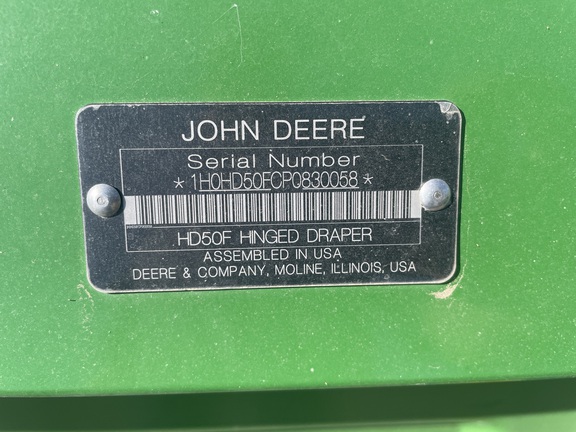 JOHN DEERE
Serial Number
*1H0HD50FCP0830058*
HD50F HINGED DRAPER
ASSEMBLED IN USA
DEERE & COMPANY, MOLINE, ILLINOIS, USA